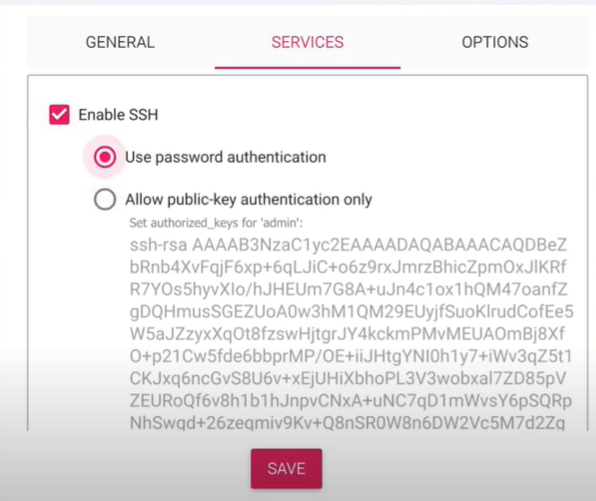 GENERAL SERVICES OPTIONS
Enable SSH
Use password authentication
Allow public-key authentication only
Set authorized_keys for 'admin':
ssh-rsa AAAAB3NzaC1yc2EAAAADAQABAAACAQDBeZ
bRnb4XvFqjF6xp+6qLJiC+o6z9rxJmrzBhicZpmOxJlKRf
R7YOs5hyvXIo/hJHEUm7G8A+uJn4c1ox1hQM47oanfZ
gDQHmusSGEZUoA0w3hM1QM29EUyjfSuoKlrudCofEe5
W5aJZzyxXqOt8fzswHjtgrJY4kckmPMvMEUAOmBj8Xf
O+p21Cw5fde6bbprMP/OE+iiJHtgYNI0h1y7+iWv3qZ5t1
CKJxq6ncGvS8U6v+xEjUHiXbhoPL3V3wobxal7ZD85pV
ZEURoQf6v8h1b1hJnpvCNxA+uNC7qD1mWvsY6pSQRp
NhSwqd+26zeqmiv9Kv+Q8nSR0W8n6DW2Vc5M7d2Zq
SAVE